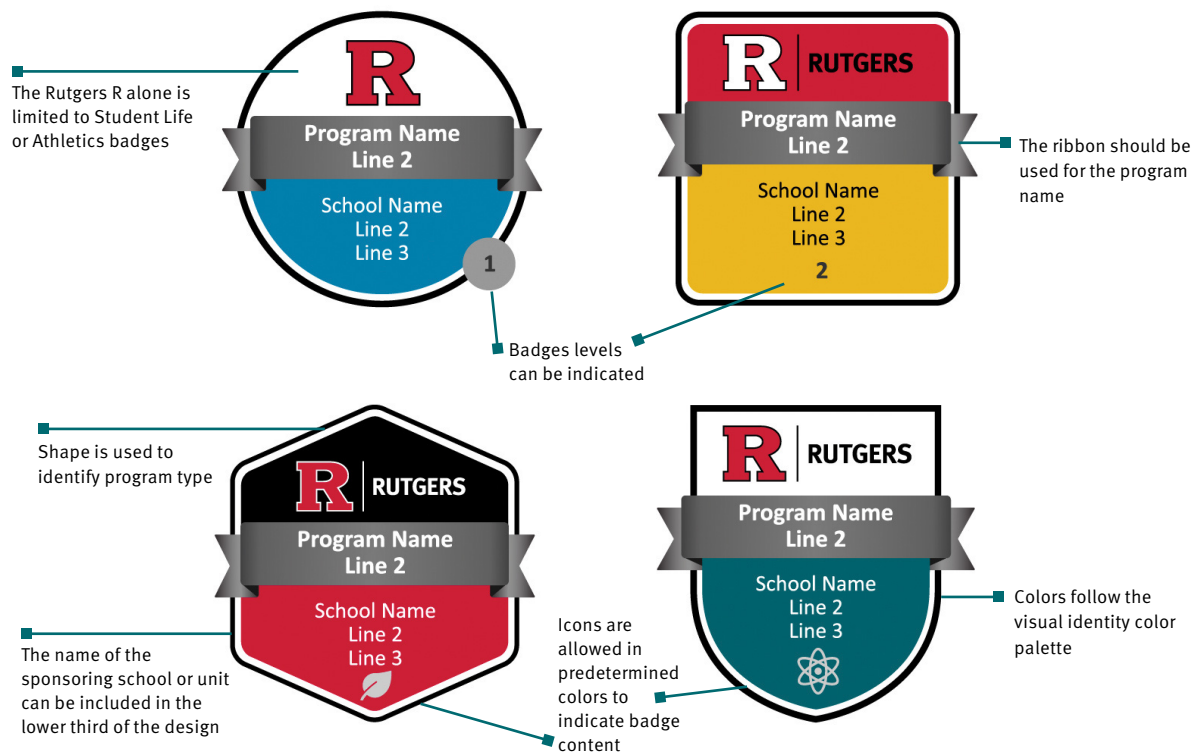 R
The Rutgers R alone is
limited to Student Life
or Athletics badges
Program Name
Line 2
School Name
Line 2
Line 3
1
R RUTGERS
Program Name
Line 2
School Name
Line 2
Line 3
2
The ribbon should be
used for the program
name
Badges levels
can be indicated
Shape is used to
identify program type
R RUTGERS
Program Name
Line 2
School Name
Line 2
Line 3
The name of the
sponsoring school or unit
can be included in the
lower third of the design
Icons are
allowed in
predetermined
colors to
indicate badge
content
R RUTGERS
Program Name
Line 2
School Name
Line 2
Line 3
Colors follow the
visual identity color
palette